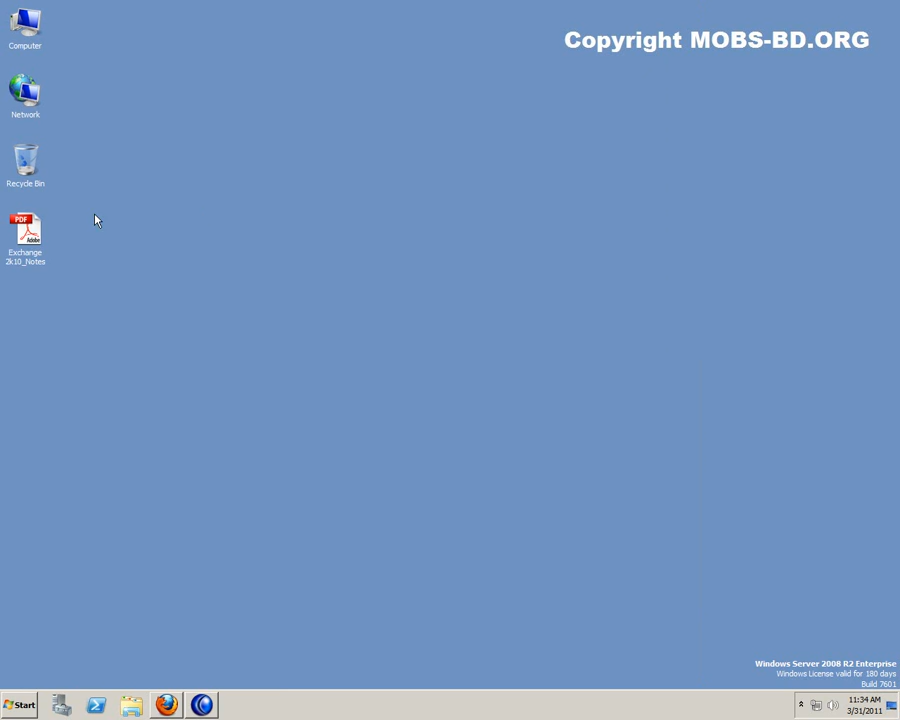 Computer
Copyright MOBS-BD.ORG
Network
Recycle Bin
PDF
Adobe
Exchange
2k10_Notes
Windows Server 2008 R2 Enterprise
Windows License valid for 180 days
Build 7601
Start
11:34 AM
3/31/2011